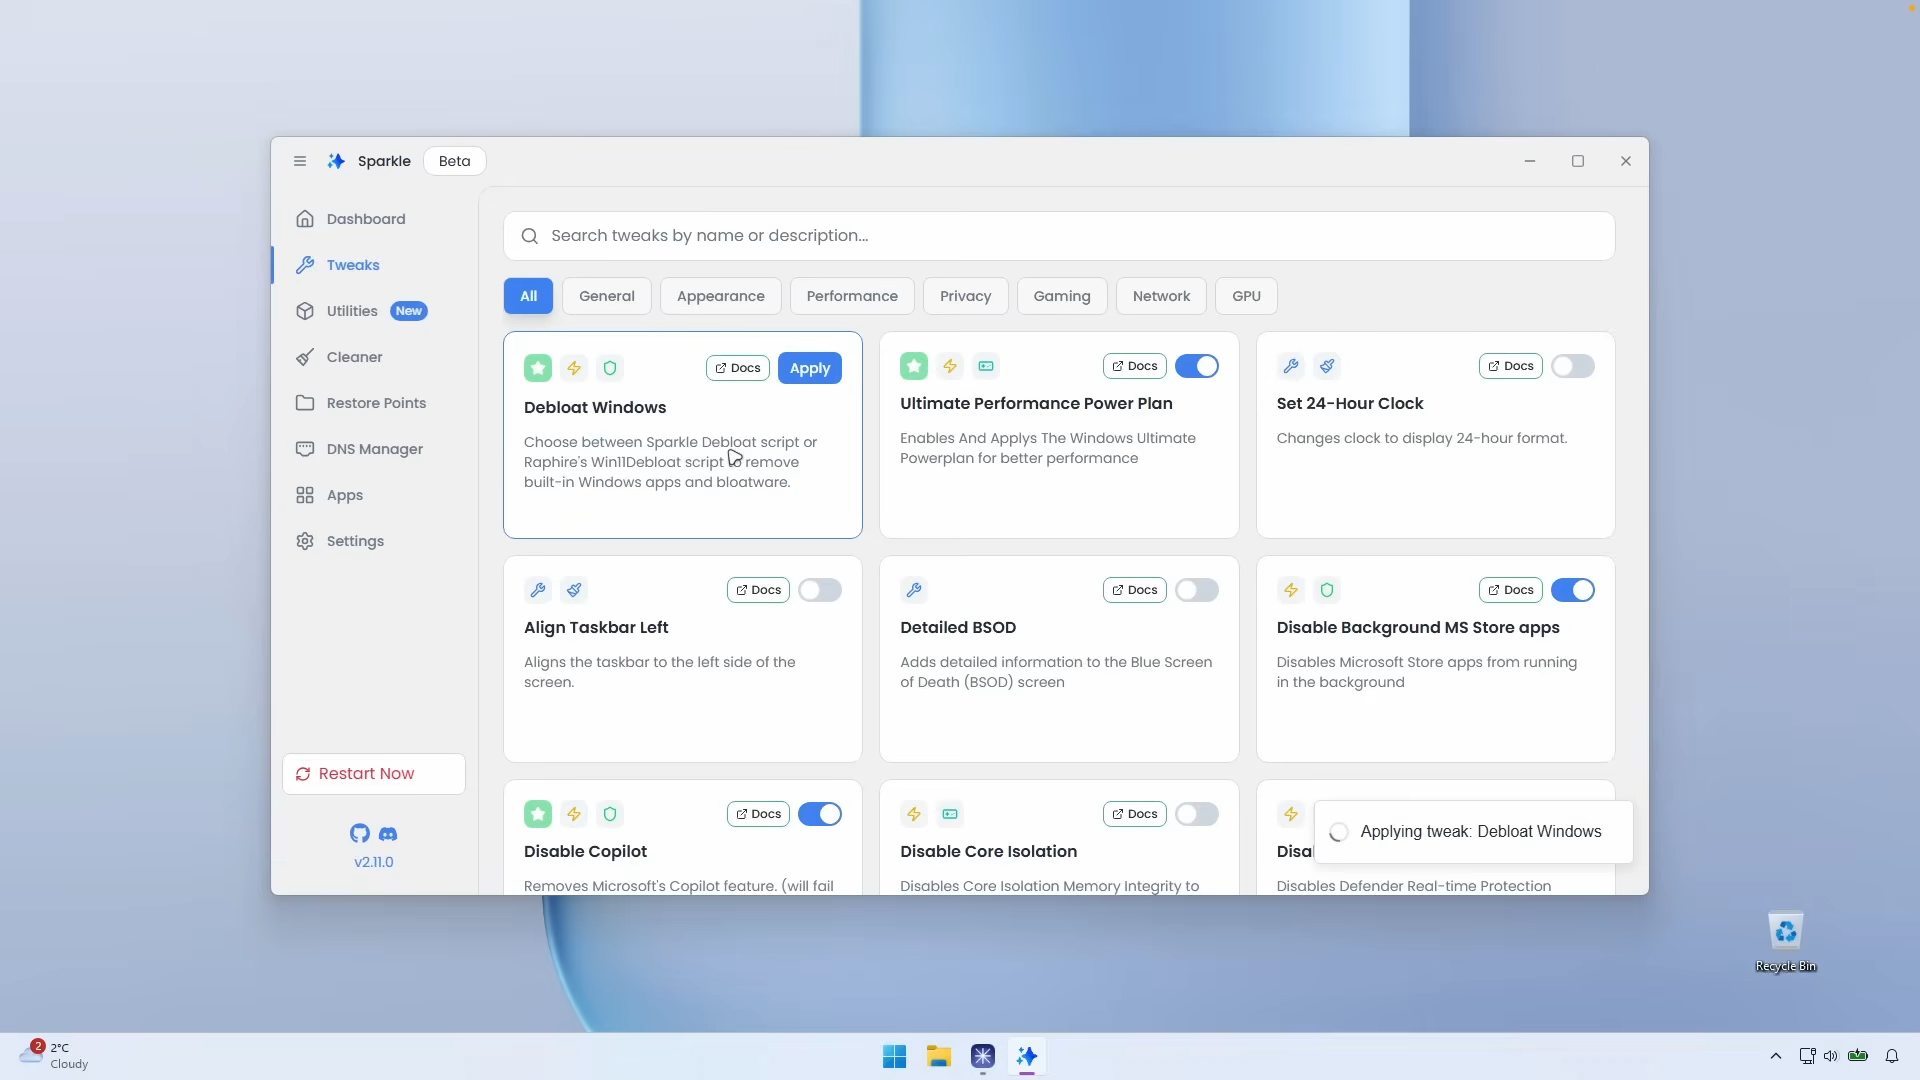 Sparkle Beta
Dashboard
Tweaks
Utilities New
Cleaner
Restore Points
DNS Manager
Apps
Settings
Restart Now
v2.11.0
Search tweaks by name or description...
All General Appearance Performance Privacy Gaming Network GPU
Docs Apply
Debloat Windows
Choose between Sparkle Debloat script or
Raphire's Win11Debloat script to remove
built-in Windows apps and bloatware.
Docs
Ultimate Performance Power Plan
Enables And Applys The Windows Ultimate
Powerplan for better performance
Docs
Set 24-Hour Clock
Changes clock to display 24-hour format.
Docs
Align Taskbar Left
Aligns the taskbar to the left side of the
screen.
Docs
Detailed BSOD
Adds detailed information to the Blue Screen
of Death (BSOD) screen
Docs
Disable Background MS Store apps
Disables Microsoft Store apps from running
in the background
Docs
Disable Copilot
Removes Microsoft's Copilot feature. (will fail
Docs
Disable Core Isolation
Disables Core Isolation Memory Integrity to
Disables Defender Real-time Protection
Applying tweak: Debloat Windows
Recycle Bin
2
2°C
Cloudy